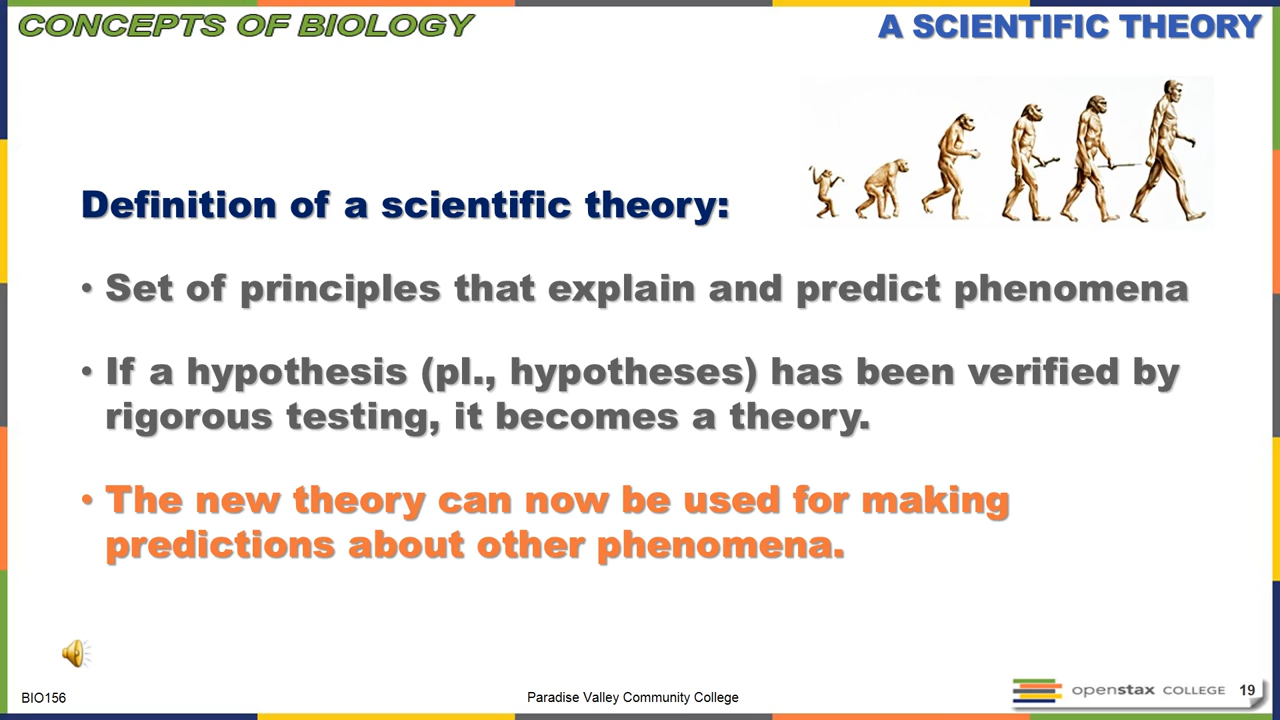 CONCEPTS OF BIOLOGY
A SCIENTIFIC THEORY
Definition of a scientific theory:
• Set of principles that explain and predict phenomena
• If a hypothesis (pl., hypotheses) has been verified by
rigorous testing, it becomes a theory.
• The new theory can now be used for making
predictions about other phenomena.
BIO156
Paradise Valley Community College
openstax COLLEGE
19